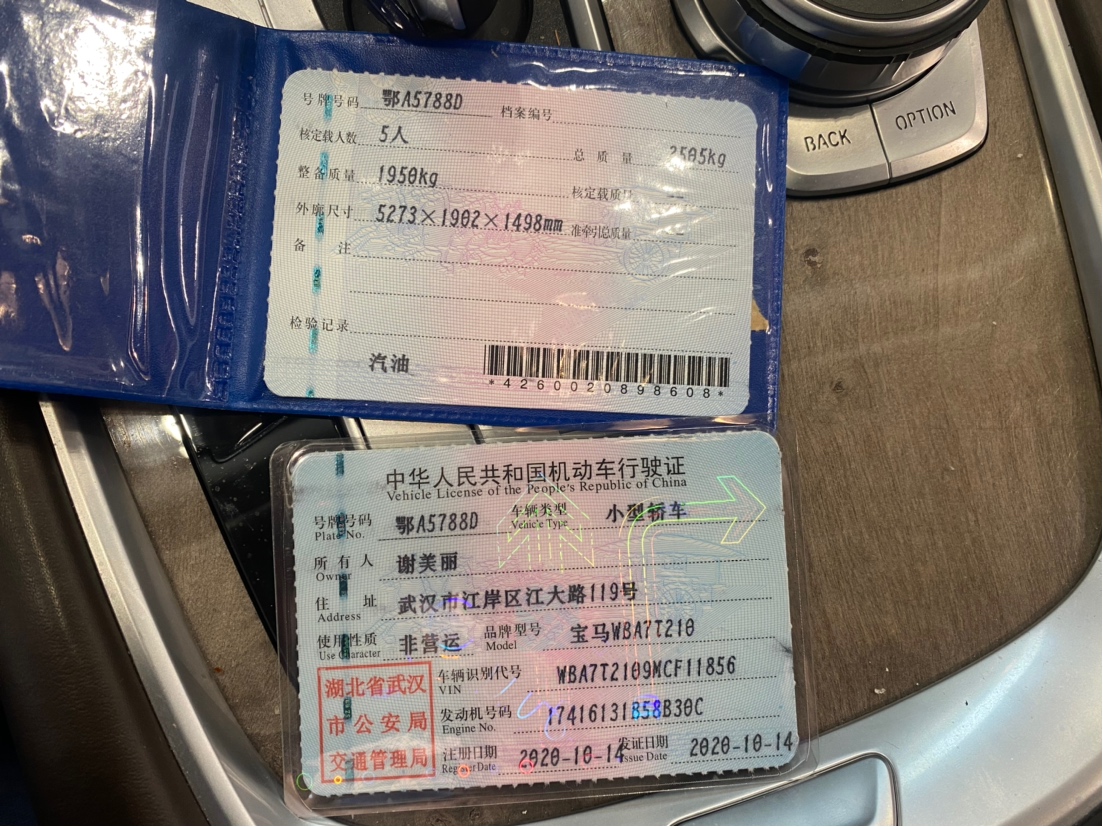 BACK
OPTION
号牌号码 鄂A5788D 档案编号
核定载人数 5人 总质量 2505kg
整备质量 1950kg 核定载质量 --
外廓尺寸 5273×1902×1498mm 准牵引总质量
备注
检验记录
汽油
*4260020898608*
中华人民共和国机动车行驶证
Vehicle License of the People's Republic of China
号牌号码 鄂A5788D 车辆类型 小型轿车
Plate No. Vehicle Type
所有人 谢美丽
Owner
住址 武汉市江岸区江大路119号
Address
使用性质 非营运 品牌型号 宝马WBA7T210
Use Character Model
湖北省武汉
市公安局
交通管理局
车辆识别代号 WBA7T2109MCF11856
VIN
发动机号码 17416131B58B30C
Engine No.
注册日期 2020-10-14 发证日期 2020-10-14
Register Date Issue Date